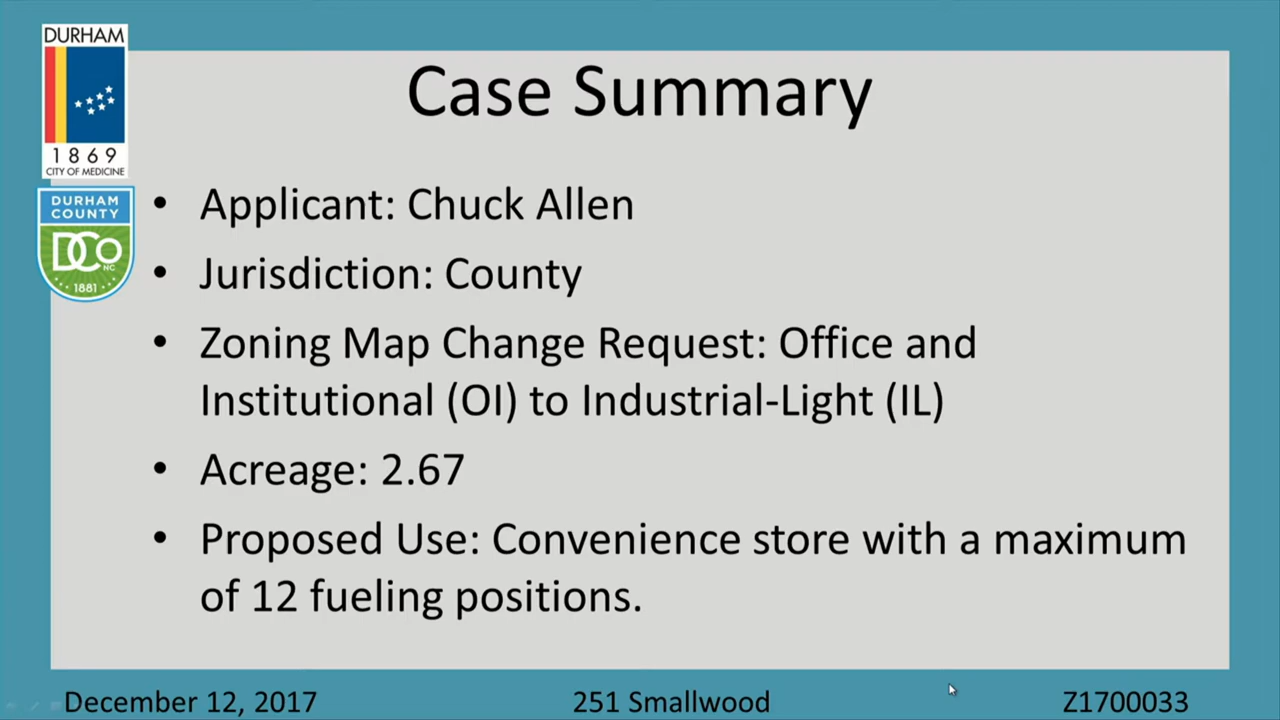 DURHAM
1869
CITY OF MEDICINE
DURHAM
COUNTY
DCo
NC
1881
Case Summary
• Applicant: Chuck Allen
• Jurisdiction: County
• Zoning Map Change Request: Office and
Institutional (OI) to Industrial-Light (IL)
• Acreage: 2.67
• Proposed Use: Convenience store with a maximum
of 12 fueling positions.
December 12, 2017
251 Smallwood
Z1700033